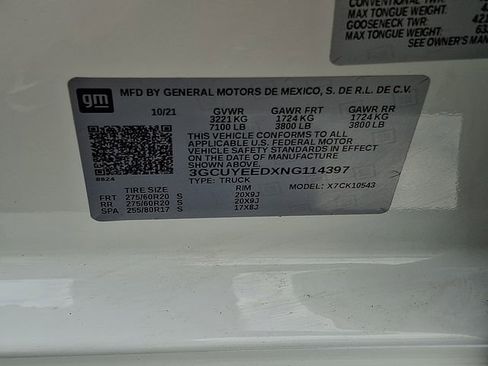 CONVENTIONAL TWR:
MAX TONGUE WEIGHT:
GOOSENECK TWR:
MAX TONGUE WEIGHT:
SEE OWNER'S
gm
MFD BY GENERAL MOTORS DE MEXICO, S. DE R.L. DE C.V.
10/21 GVWR GAWR FRT GAWR RR
3221 KG 1724 KG 1724 KG
7100 LB 3800 LB 3800 LB
THIS VEHICLE CONFORMS TO ALL
APPLICABLE U.S. FEDERAL MOTOR
VEHICLE SAFETY STANDARDS IN EFFECT
ON THE DATE OF MANUFACTURE SHOWN ABOVE.
3GCUYEEDXNG114397
8824 TYPE: TRUCK MODEL: X7CK10543
TIRE SIZE RIM
FRT 275/60R20 S 20X9J
RR 275/60R20 S 20X9J
SPA 255/80R17 S 17X8J